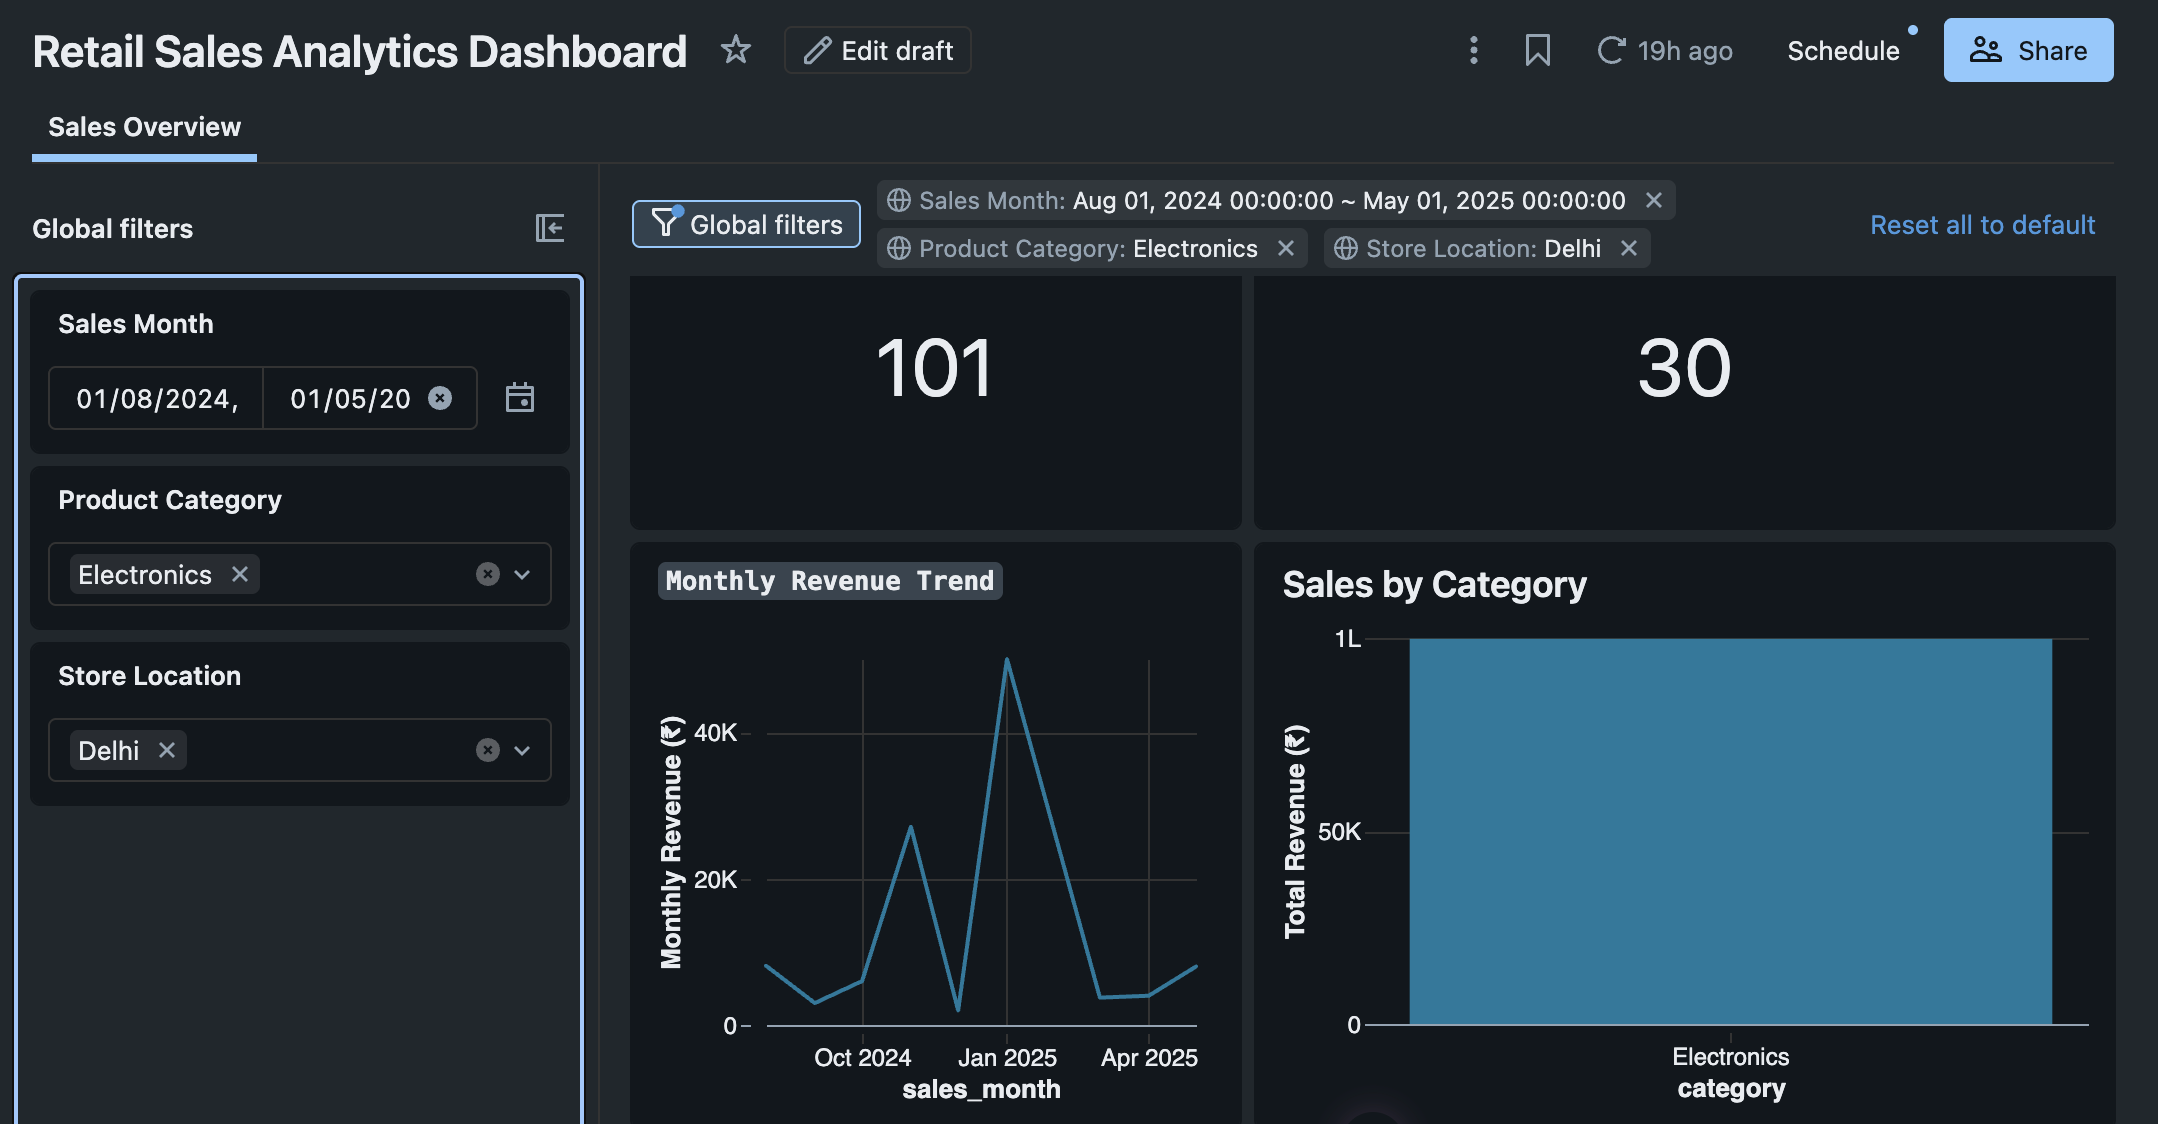 Retail Sales Analytics Dashboard
Edit draft
19h ago
Schedule
Share
Sales Overview
Global filters
Sales Month
01/08/2024,
01/05/20
Product Category
Electronics
Store Location
Delhi
Global filters
Sales Month: Aug 01, 2024 00:00:00 ~ May 01, 2025 00:00:00
Product Category: Electronics
Store Location: Delhi
Reset all to default
101
30
Monthly Revenue Trend
Monthly Revenue (₹)
40K
20K
0
Oct 2024
Jan 2025
Apr 2025
sales_month
Sales by Category
Total Revenue (₹)
1L
50K
0
Electronics
category